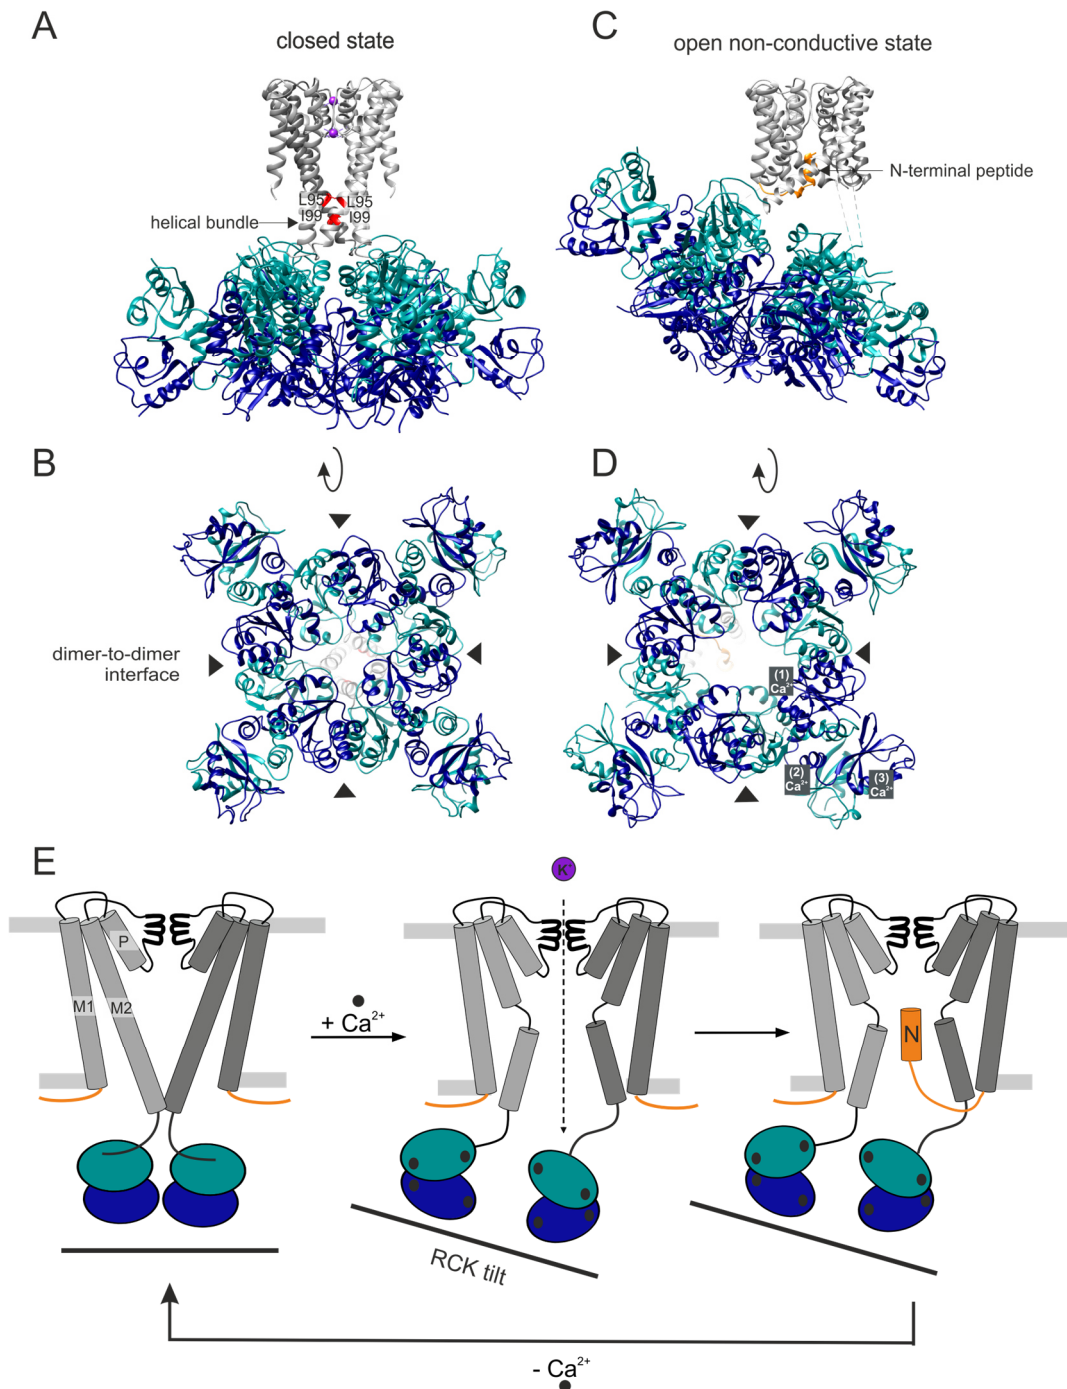 A
closed state
L95 L95
I99 I99
helical bundle
C
open non-conductive state
N-terminal peptide
B
dimer-to-dimer
interface
D
(1)
Ca²⁺
(2)
Ca²⁺
(3)
Ca²⁺
E
P
M1
M2
+ Ca²⁺
K⁺
RCK tilt
N
- Ca²⁺